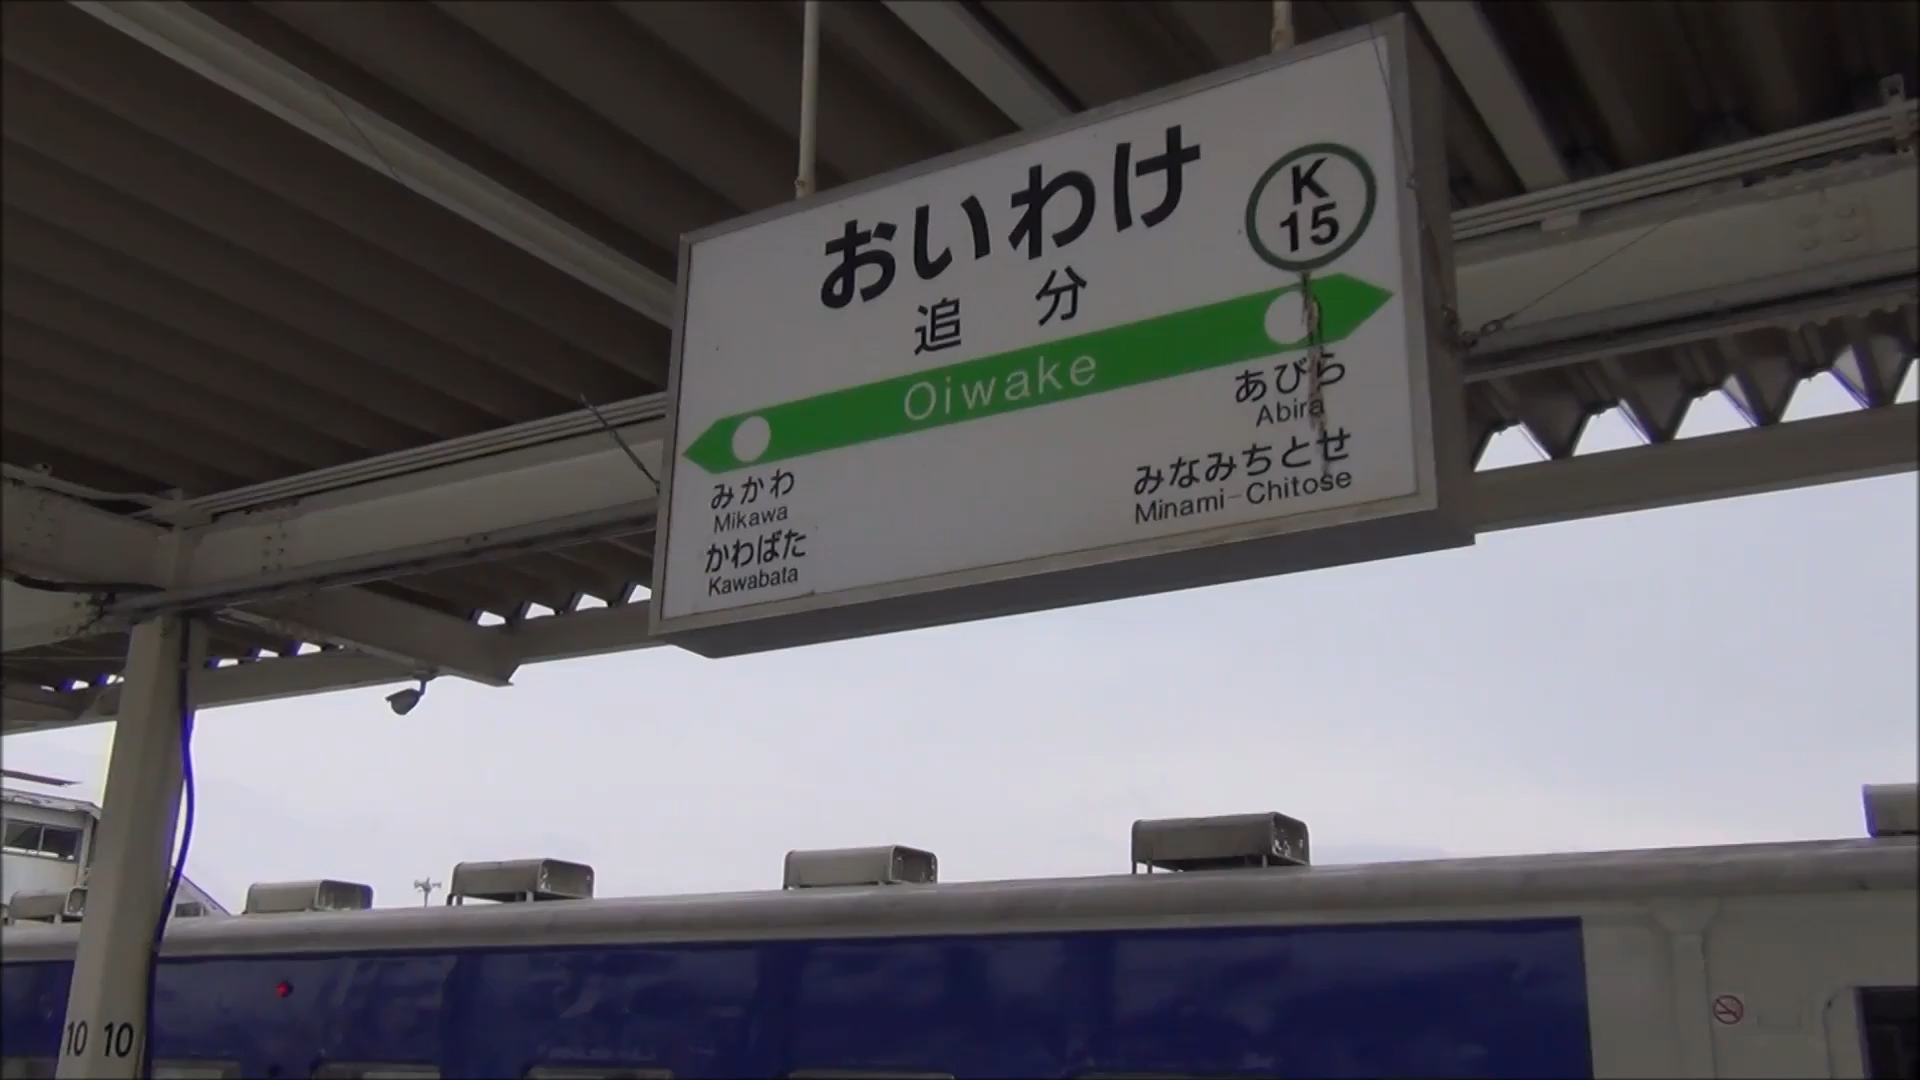 おいわけ
K
15
追分
Oiwake
みかわ
Mikawa
かわばた
Kawabata
あびら
Abira
みなみちとせ
Minami-Chitose
10 10